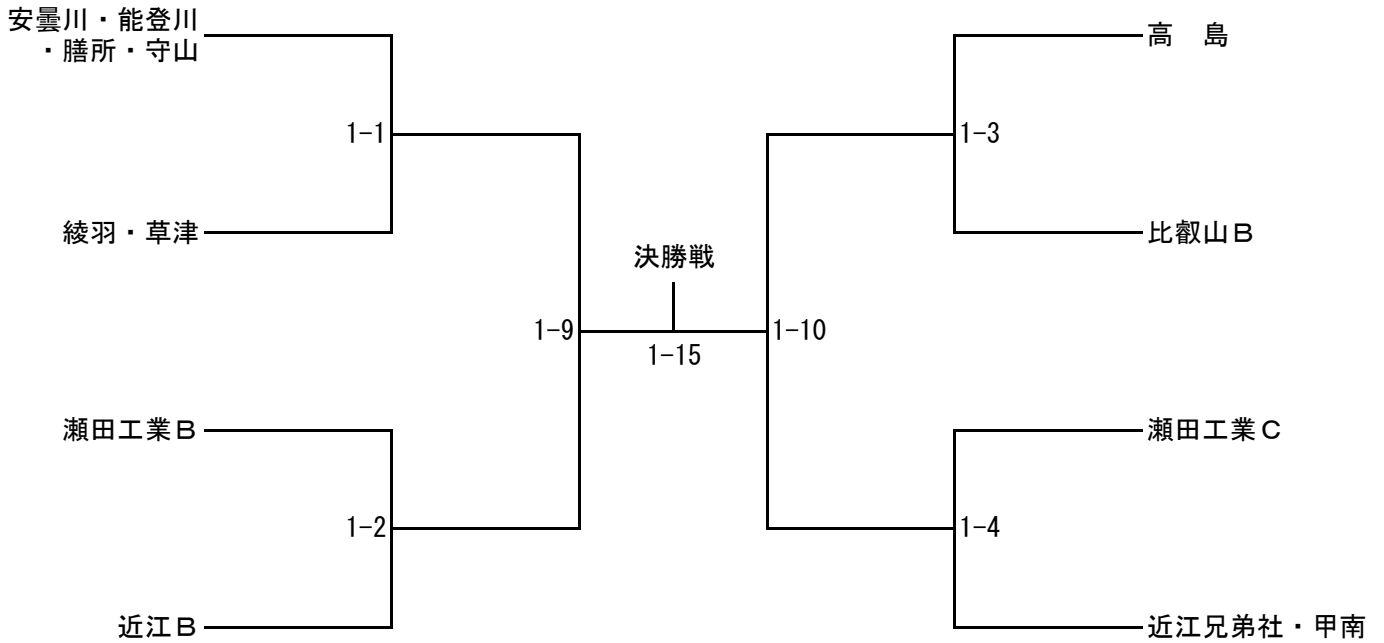 安曇川・能登川
・膳所・守山
1-1
綾羽・草津
1-9
瀬田工業B
1-2
近江B
決勝戦
1-15
高　島
1-3
比叡山B
1-10
瀬田工業C
1-4
近江兄弟社・甲南